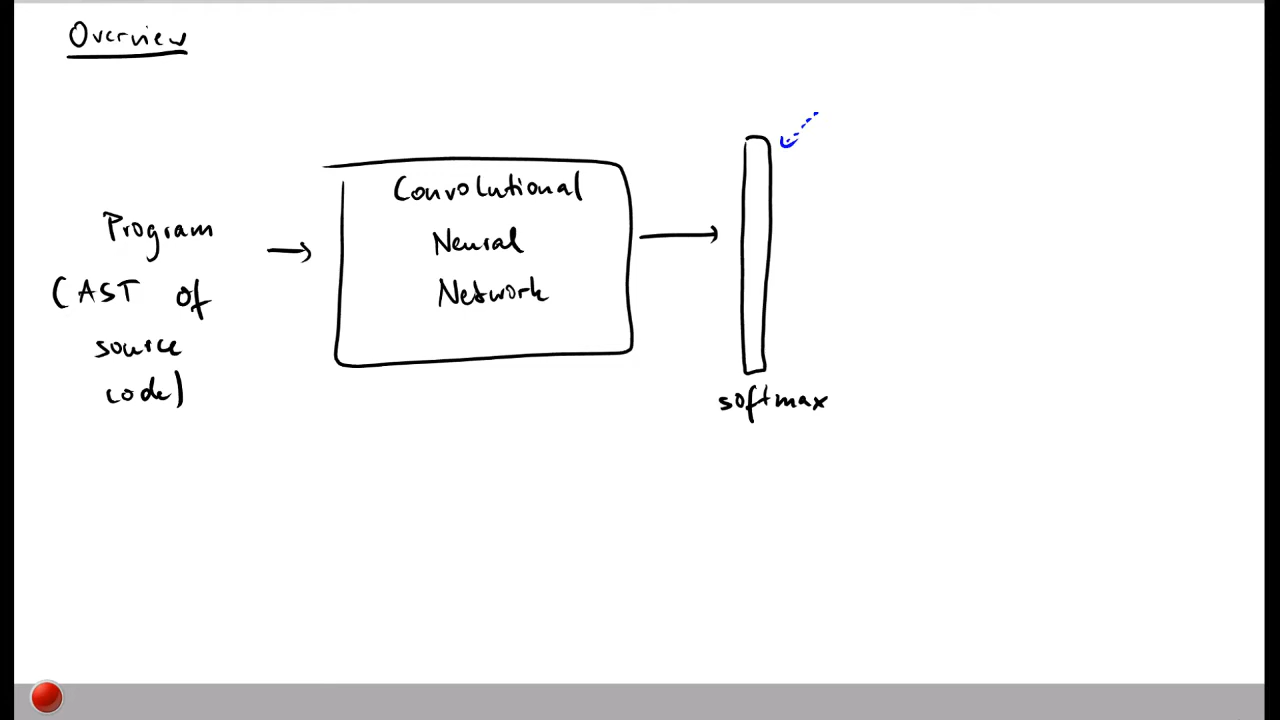 Overview
Convolutional
Neural
Network
Program
(AST of
source
code)
softmax